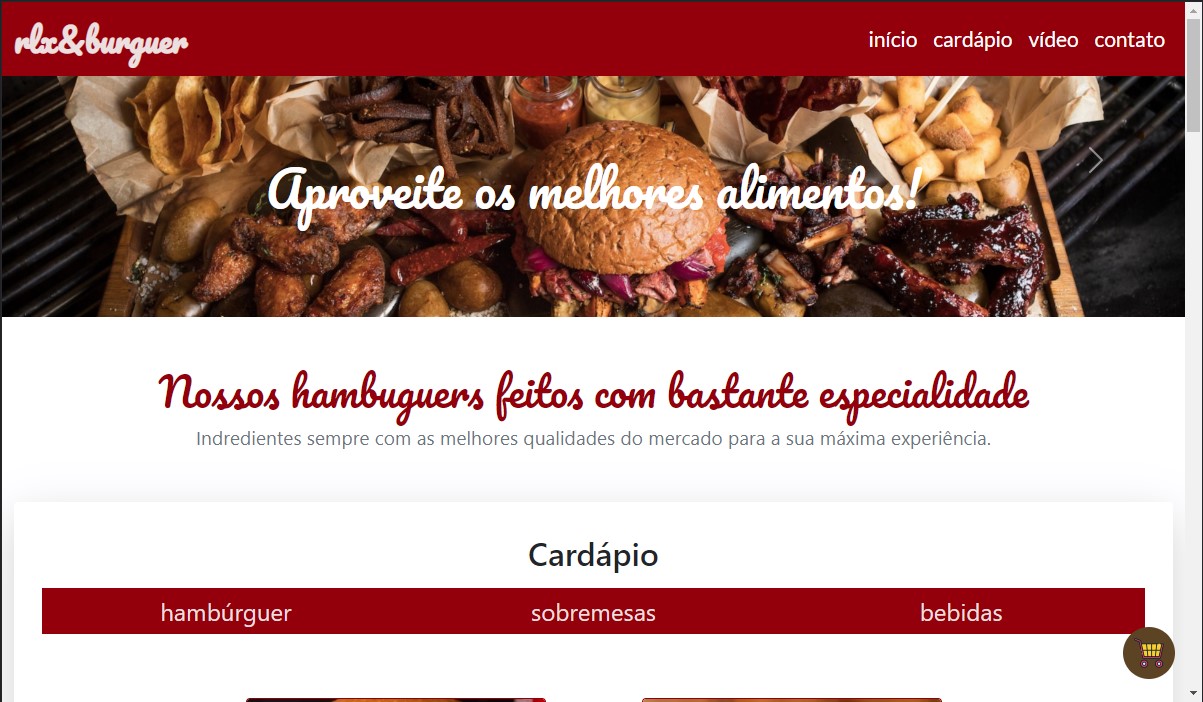 rlx&burguer
início cardápio vídeo contato
Aproveite os melhores alimentos!
Nossos hambuguers feitos com bastante especialidade
Indredientes sempre com as melhores qualidades do mercado para a sua máxima experiência.
Cardápio
hambúrguer sobremesas bebidas